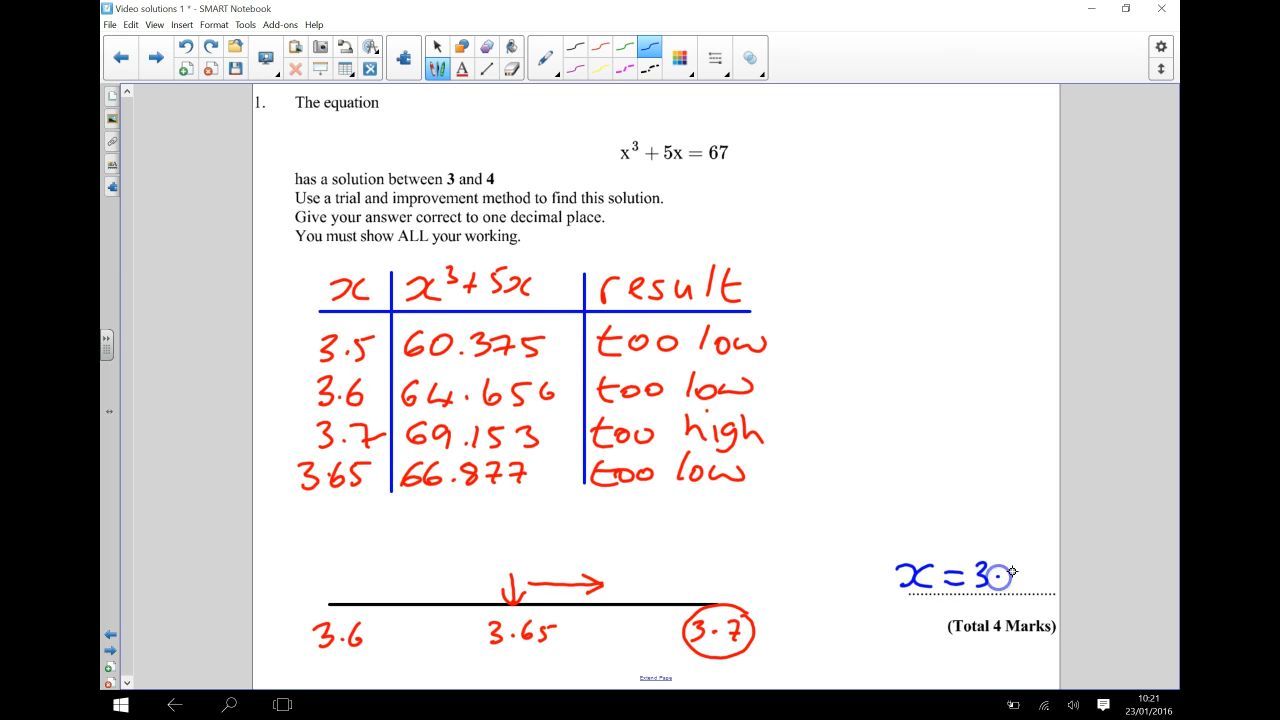 Video solutions 1 * - SMART Notebook
File Edit View Insert Format Tools Add-ons Help
1. The equation
x³ + 5x = 67
has a solution between 3 and 4
Use a trial and improvement method to find this solution.
Give your answer correct to one decimal place.
You must show ALL your working.
x x³ + 5x result
3.5 60.375 too low
3.6 64.656 too low
3.7 69.153 too high
3.65 66.877 too low
x = 3.
(Total 4 Marks)
3.6 3.65 3.7
Extend Page
10:21
23/01/2016